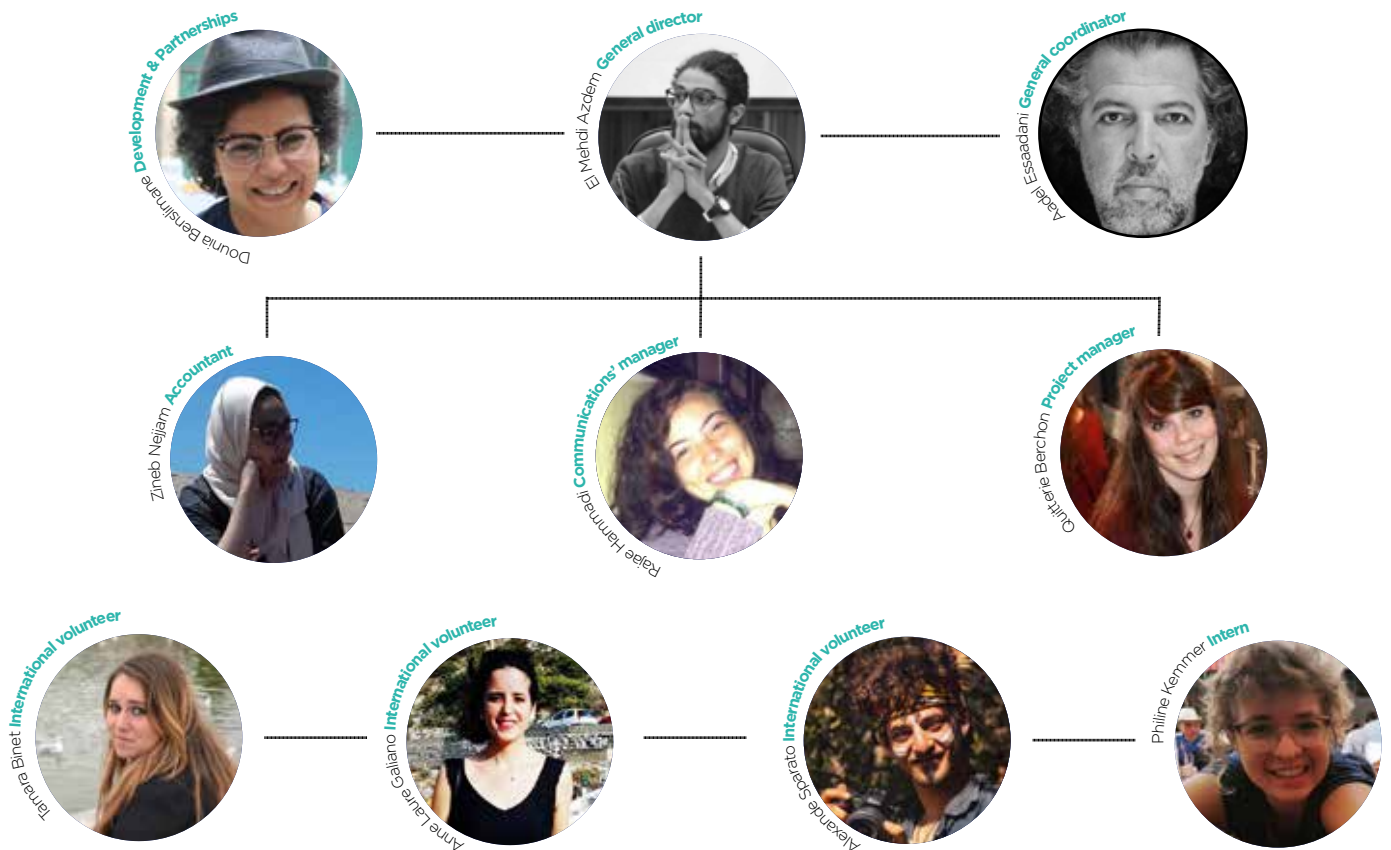 Dounia Benslimane Development & Partnerships
El Mehdi Azdem General director
Aadel Essaadani General coordinator
Zineb Nejjam Accountant
Rajae Hammadi Communications' manager
Quitterie Berchon Project manager
Tamara Binet International volunteer
Anne Laure Galiano International volunteer
Alexande Sparato International volunteer
Philine Kemmer Intern